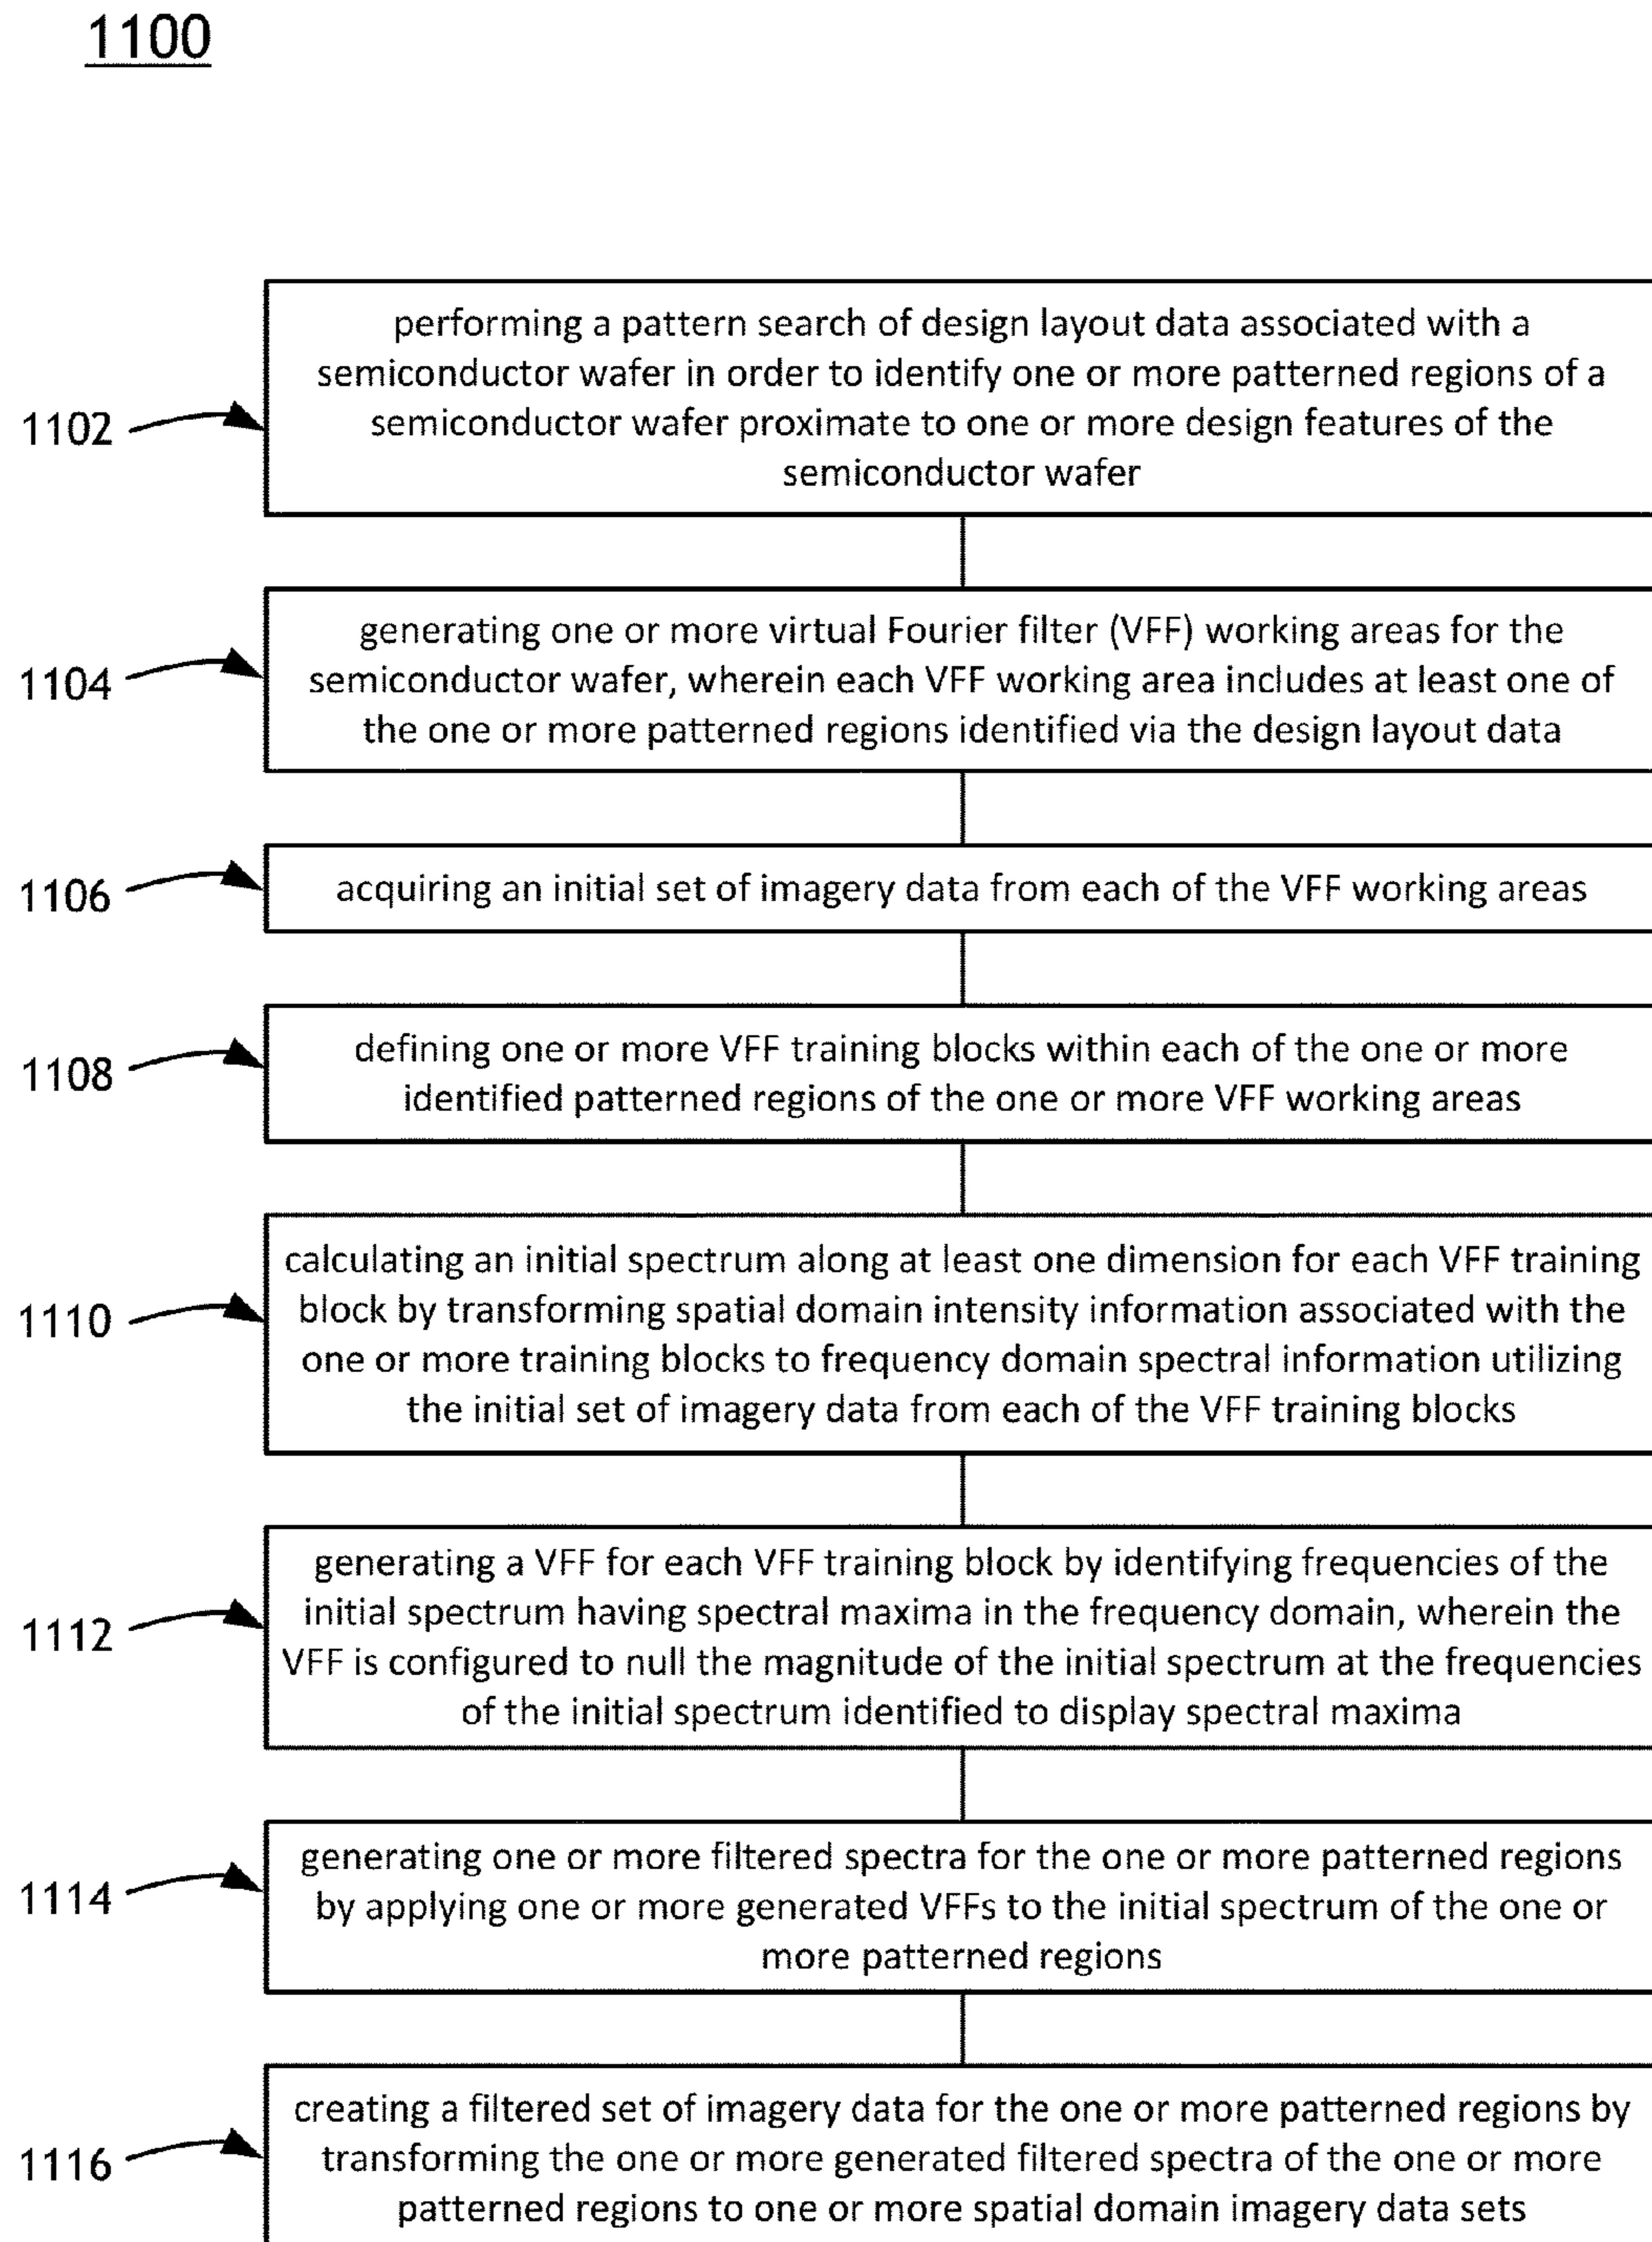 1100
performing a pattern search of design layout data associated with a
semiconductor wafer in order to identify one or more patterned regions of a
semiconductor wafer proximate to one or more design features of the
semiconductor wafer
1102
generating one or more virtual Fourier filter (VFF) working areas for the
semiconductor wafer, wherein each VFF working area includes at least one of
the one or more patterned regions identified via the design layout data
1104
acquiring an initial set of imagery data from each of the VFF working areas
1106
defining one or more VFF training blocks within each of the one or more
identified patterned regions of the one or more VFF working areas
1108
calculating an initial spectrum along at least one dimension for each VFF training
block by transforming spatial domain intensity information associated with the
one or more training blocks to frequency domain spectral information utilizing
the initial set of imagery data from each of the VFF training blocks
1110
generating a VFF for each VFF training block by identifying frequencies of the
initial spectrum having spectral maxima in the frequency domain, wherein the
VFF is configured to null the magnitude of the initial spectrum at the frequencies
of the initial spectrum identified to display spectral maxima
1112
generating one or more filtered spectra for the one or more patterned regions
by applying one or more generated VFFs to the initial spectrum of the one or
more patterned regions
1114
creating a filtered set of imagery data for the one or more patterned regions by
transforming the one or more generated filtered spectra of the one or more
patterned regions to one or more spatial domain imagery data sets
1116